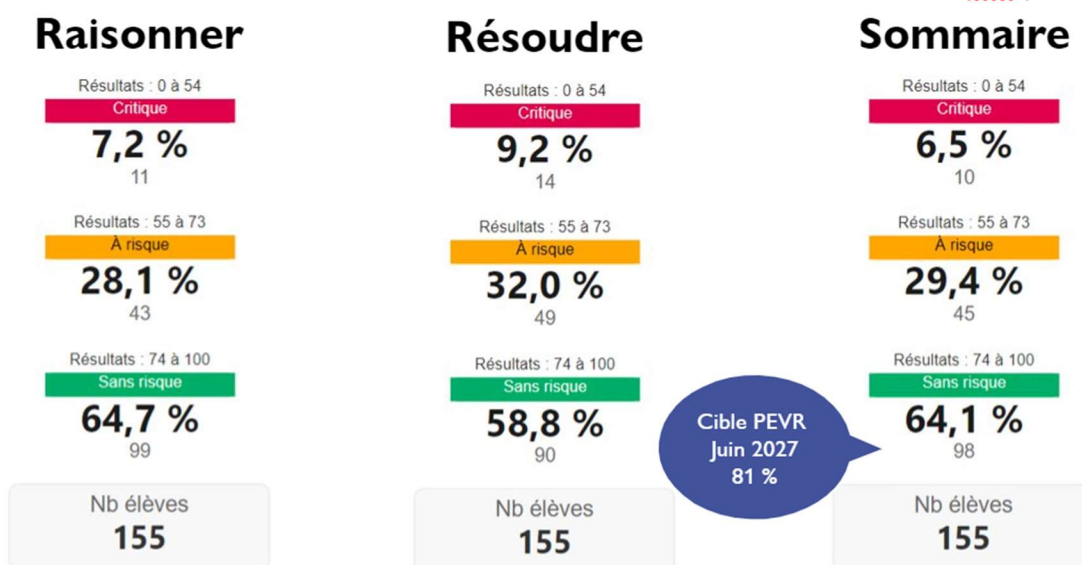 Raisonner
Résultats : 0 à 54
Critique
7,2 %
11
Résultats : 55 à 73
À risque
28,1 %
43
Résultats : 74 à 100
Sans risque
64,7 %
99
Nb élèves
155
Résoudre
Résultats : 0 à 54
Critique
9,2 %
14
Résultats : 55 à 73
À risque
32,0 %
49
Résultats : 74 à 100
Sans risque
58,8 %
90
Nb élèves
155
Cible PEVR
Juin 2027
81 %
Sommaire
Résultats : 0 à 54
Critique
6,5 %
10
Résultats : 55 à 73
À risque
29,4 %
45
Résultats : 74 à 100
Sans risque
64,1 %
98
Nb élèves
155